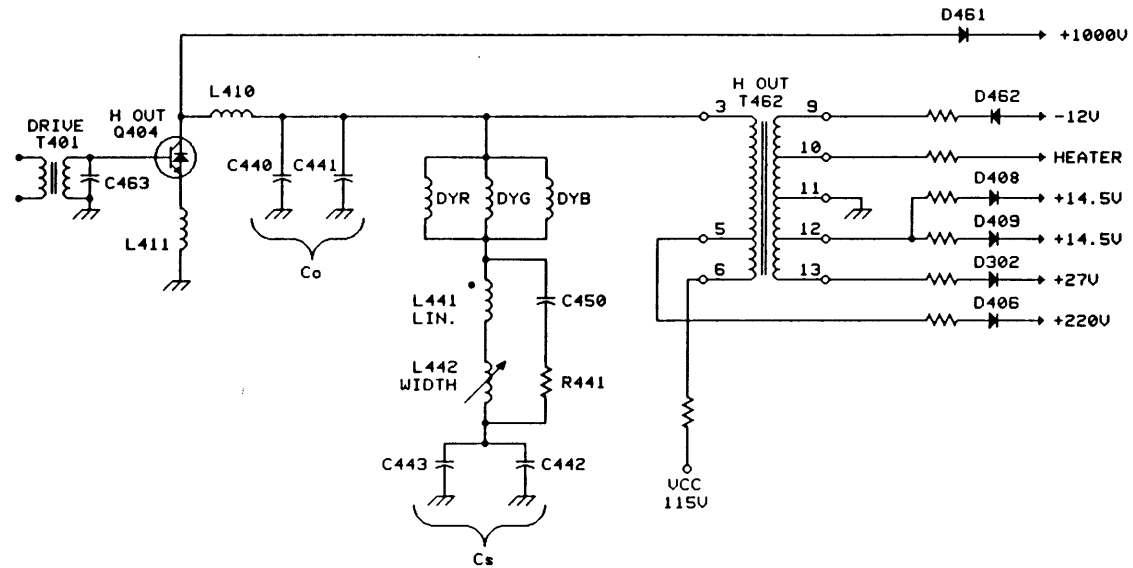 D461
+1000V
L410
H OUT
Q404
DRIVE
T401
C463
L411
C440
C441
Co
DYR
DYG
DYB
L441
LIN.
C450
L442
WIDTH
R441
C443
C442
Cs
H OUT
T462
3
5
6
9
10
11
12
13
VCC
115V
D462
-12V
HEATER
D408
+14.5V
D409
+14.5V
D302
+27V
D406
+220V